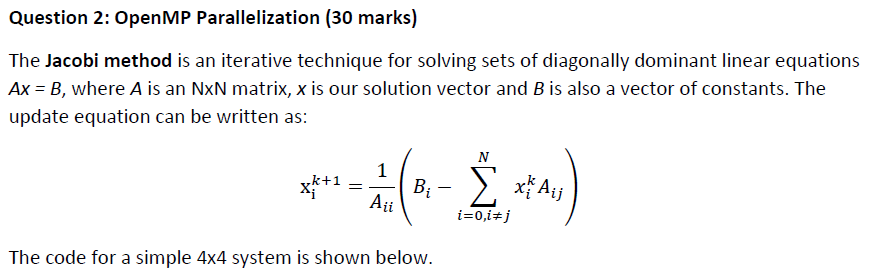 Question 2: OpenMP Parallelization (30 marks)
The Jacobi method is an iterative technique for solving sets of diagonally dominant linear equations
Ax = B, where A is an NxN matrix, x is our solution vector and B is also a vector of constants. The
update equation can be written as:
x_i^{k+1} = \frac{1}{A_{ii}} \left( B_i - \sum_{i=0,i≠j}^{N} x_i^k A_{ij} \right)
The code for a simple 4x4 system is shown below.